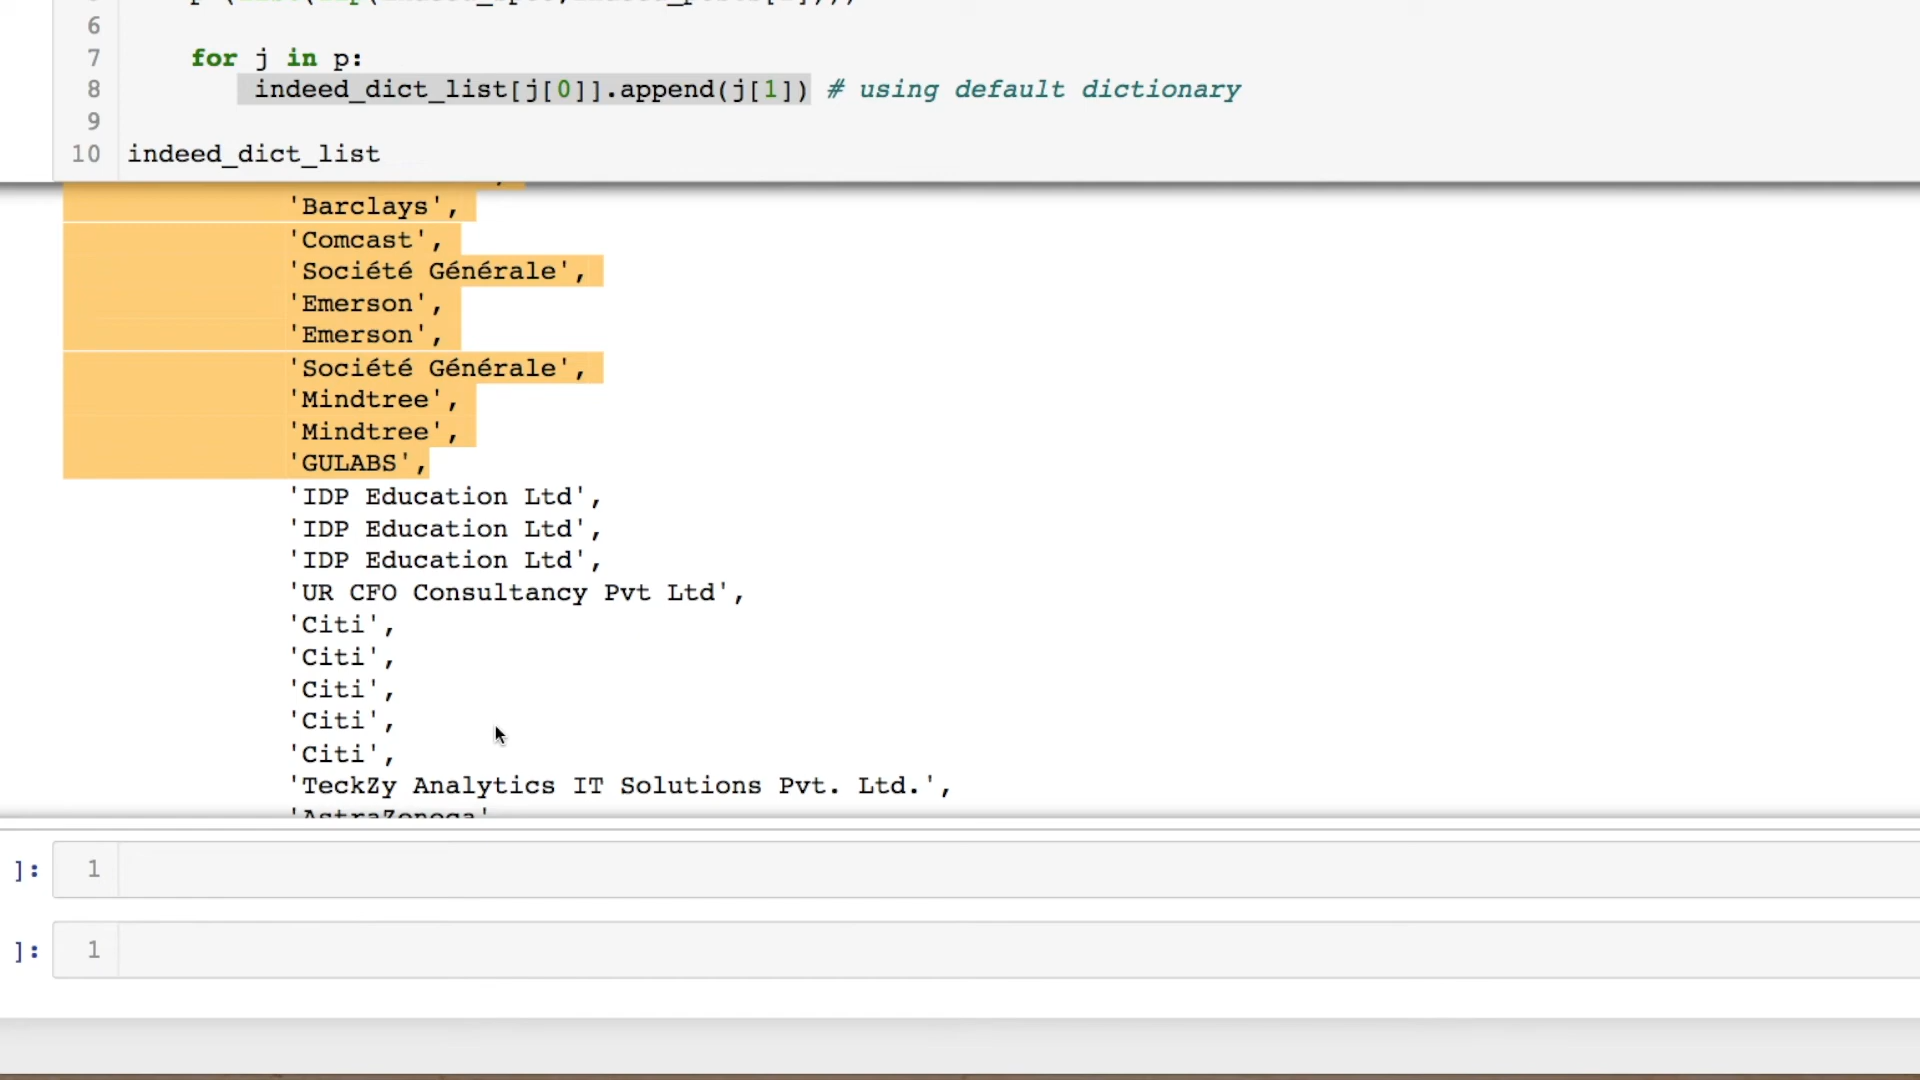 6
7 for j in p:
8 indeed_dict_list[j[0]].append(j[1]) # using default dictionary
9
10 indeed_dict_list
'Barclays',
'Comcast',
'Société Générale',
'Emerson',
'Emerson',
'Société Générale',
'Mindtree',
'Mindtree',
'GULABS',
'IDP Education Ltd',
'IDP Education Ltd',
'IDP Education Ltd',
'UR CFO Consultancy Pvt Ltd',
'Citi',
'Citi',
'Citi',
'Citi',
'Citi',
'TeckZy Analytics IT Solutions Pvt. Ltd.',
'AstraZeneca'
]: 1
]: 1